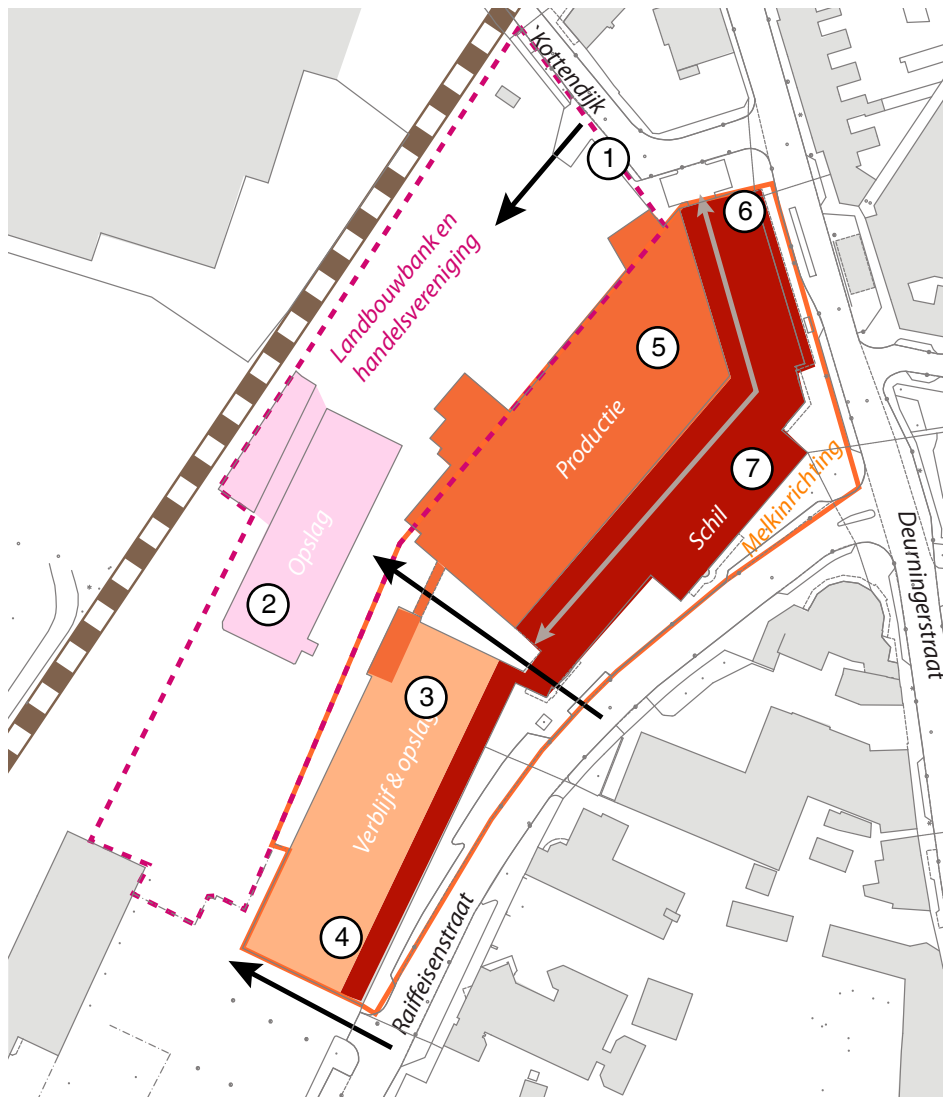 `Kottendijk
1
6
Landbouwbank en
handelsvereniging
5
Productie
7
Schil
Melkinrichting
Deurningerstraat
Opslag
2
3
Verblijf & opslag
4
Raiffeisenstraat